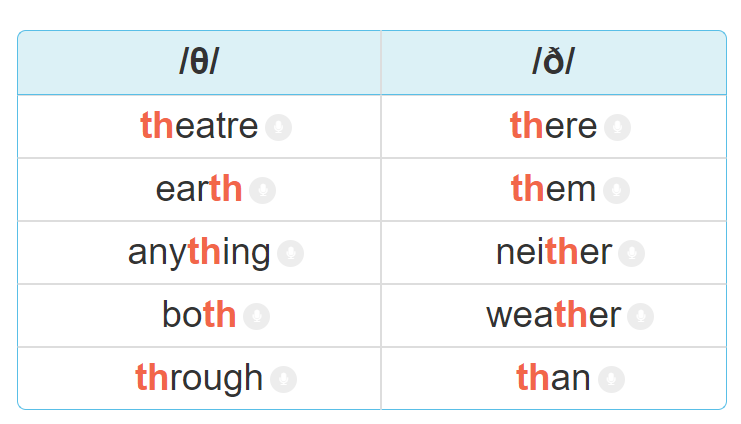 /θ/ /ð/
theatre there
earth them
anything neither
both weather
through than